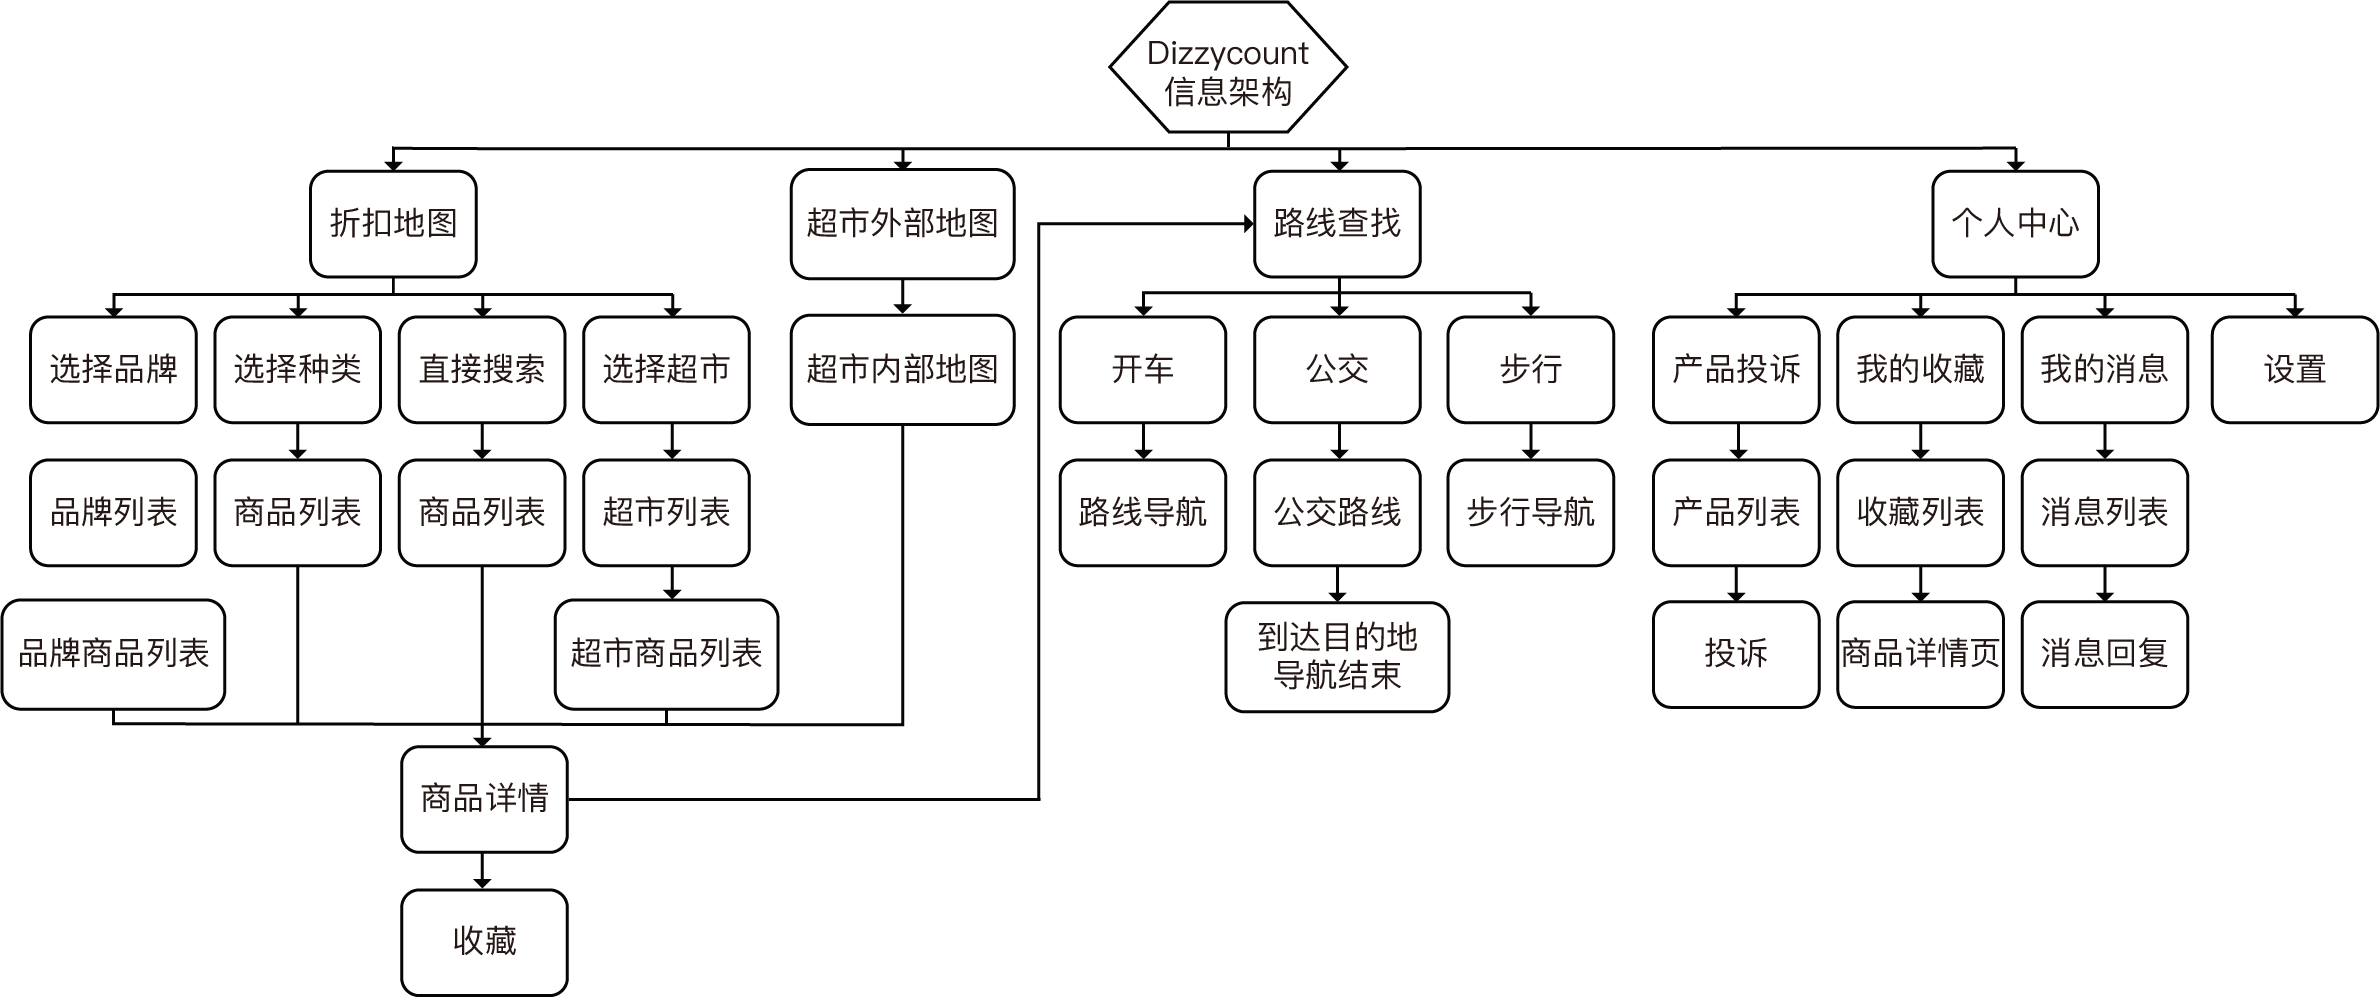 Dizzycount
信息架构
折扣地图
超市外部地图
路线查找
个人中心
选择品牌
选择种类
直接搜索
选择超市
超市内部地图
开车
公交
步行
产品投诉
我的收藏
我的消息
设置
品牌列表
商品列表
商品列表
超市列表
路线导航
公交路线
步行导航
产品列表
收藏列表
消息列表
品牌商品列表
超市商品列表
到达目的地
导航结束
投诉
商品详情页
消息回复
商品详情
收藏